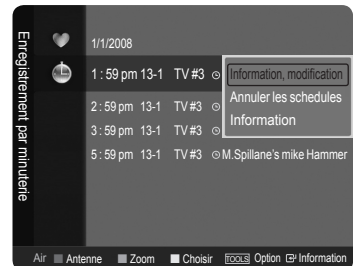 Enregistrement par minuterie
1/1/2008
1 : 59 pm 13-1 TV #3 Information, modification
Annuler les schedules
2 : 59 pm 13-1 TV #3
Information
3 : 59 pm 13-1 TV #3
5 : 59 pm 13-1 TV #3 M.Spillane's mike Hammer
Air Antenne Zoom Choisir TOOLS Option Information